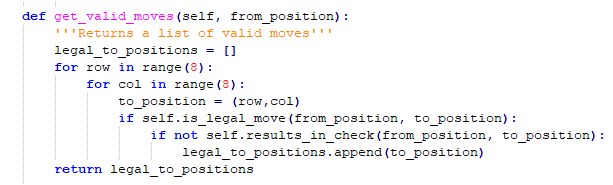 def get_valid_moves(self, from_position):
    '''Returns a list of valid moves'''
    legal_to_positions = []
    for row in range(8):
        for col in range(8):
            to_position = (row,col)
            if self.is_legal_move(from_position, to_position):
                if not self.results_in_check(from_position, to_position):
                    legal_to_positions.append(to_position)
    return legal_to_positions